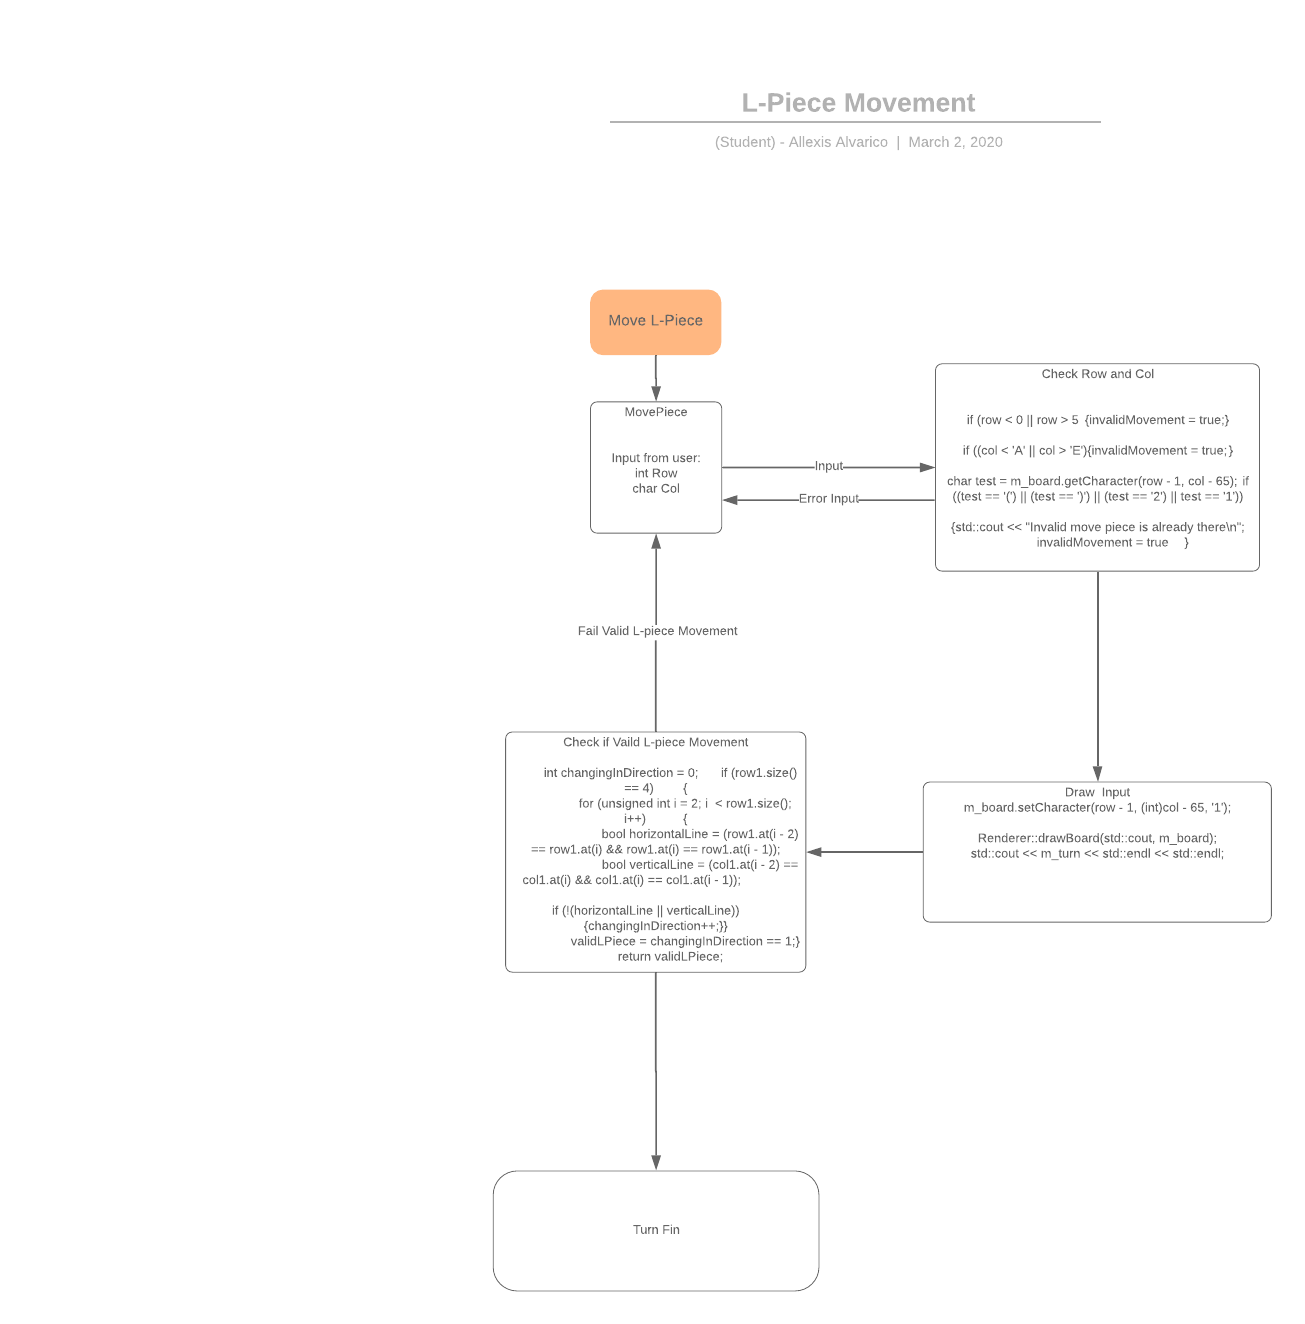 L-Piece Movement
(Student) - Allexis Alvarico | March 2, 2020
Move L-Piece
MovePiece
Input from user:
int Row
char Col
Input
Error Input
Check Row and Col
if (row < 0 || row > 5 {invalidMovement = true;}
if ((col < 'A' || col > 'E'){invalidMovement = true;}
char test = m_board.getCharacter(row - 1, col - 65); if
((test == '(') || (test == ')') || (test == '2') || test == '1'))
{std::cout << "Invalid move piece is already there\n";
invalidMovement = true }
Fail Valid L-piece Movement
Check if Vaild L-piece Movement
int changingInDirection = 0; if (row1.size()
== 4) {
for (unsigned int i = 2; i < row1.size();
i++) {
bool horizontalLine = (row1.at(i - 2)
== row1.at(i) && row1.at(i) == row1.at(i - 1));
bool verticalLine = (col1.at(i - 2) ==
col1.at(i) && col1.at(i) == col1.at(i - 1));
if (!(horizontalLine || verticalLine))
{changingInDirection++;}}
validLPiece = changingInDirection == 1;}
return validLPiece;
Draw Input
m_board.setCharacter(row - 1, (int)col - 65, '1');
Renderer::drawBoard(std::cout, m_board);
std::cout << m_turn << std::endl << std::endl;
Turn Fin